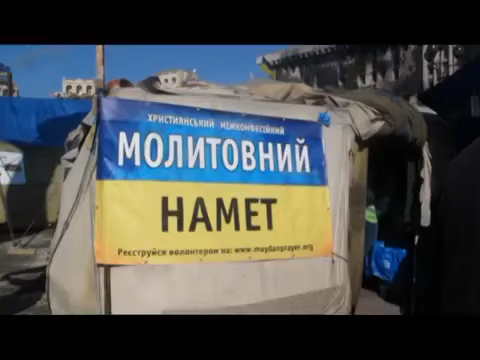 ХРИСТИЯНСЬКИЙ МІЖКОНФЕСІЙНИЙ
МОЛИТОВНИЙ
НАМЕТ
Реєструйся волонтером на: www.maydanprayer.org